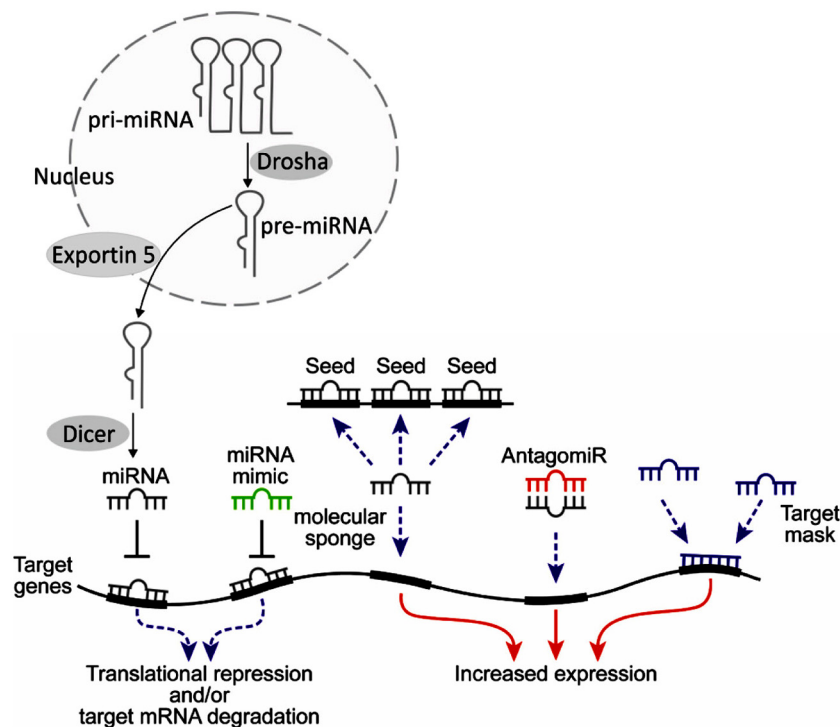 pri-miRNA
Drosha
Nucleus
pre-miRNA
Exportin 5
Seed Seed Seed
Dicer
miRNA
miRNA
mimic
AntagomiR
molecular
sponge
Target
mask
Target
genes
Translational repression
and/or
target mRNA degradation
Increased expression